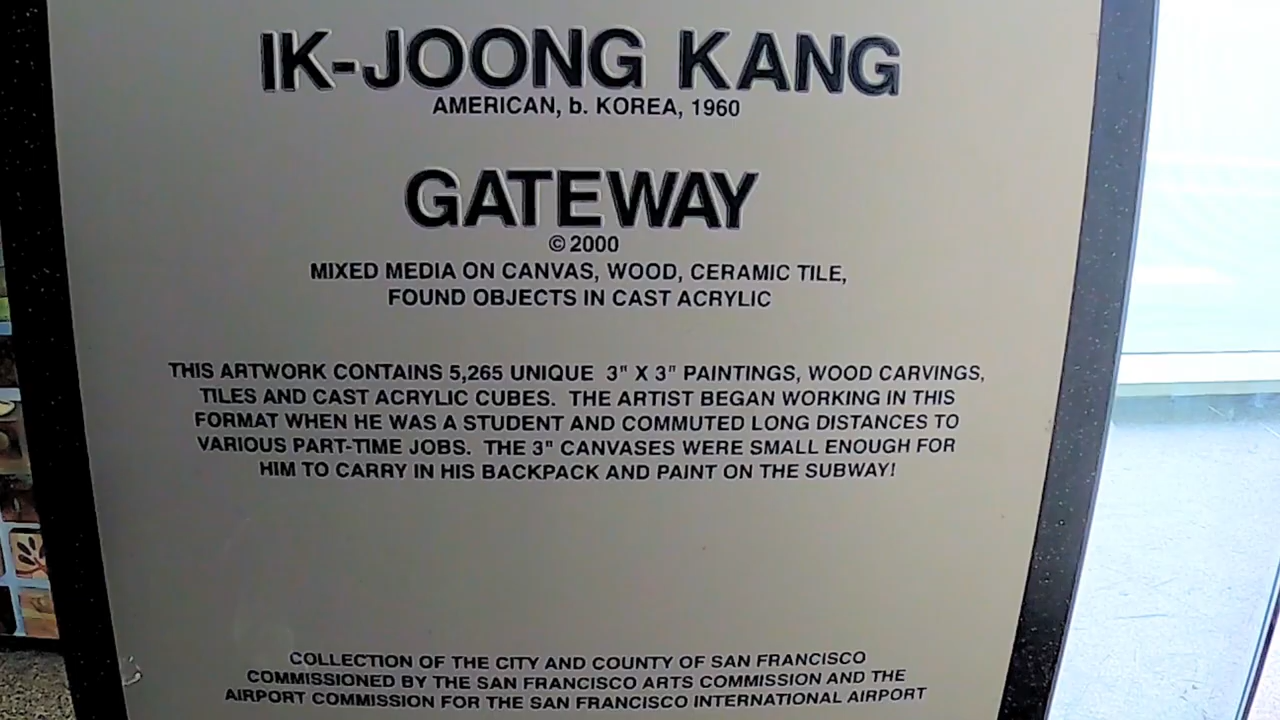 IK-JOONG KANG
AMERICAN, b. KOREA, 1960
GATEWAY
© 2000
MIXED MEDIA ON CANVAS, WOOD, CERAMIC TILE,
FOUND OBJECTS IN CAST ACRYLIC
THIS ARTWORK CONTAINS 5,265 UNIQUE 3" X 3" PAINTINGS, WOOD CARVINGS,
TILES AND CAST ACRYLIC CUBES. THE ARTIST BEGAN WORKING IN THIS
FORMAT WHEN HE WAS A STUDENT AND COMMUTED LONG DISTANCES TO
VARIOUS PART-TIME JOBS. THE 3" CANVASES WERE SMALL ENOUGH FOR
HIM TO CARRY IN HIS BACKPACK AND PAINT ON THE SUBWAY!
COLLECTION OF THE CITY AND COUNTY OF SAN FRANCISCO
COMMISSIONED BY THE SAN FRANCISCO ARTS COMMISSION AND THE
AIRPORT COMMISSION FOR THE SAN FRANCISCO INTERNATIONAL AIRPORT